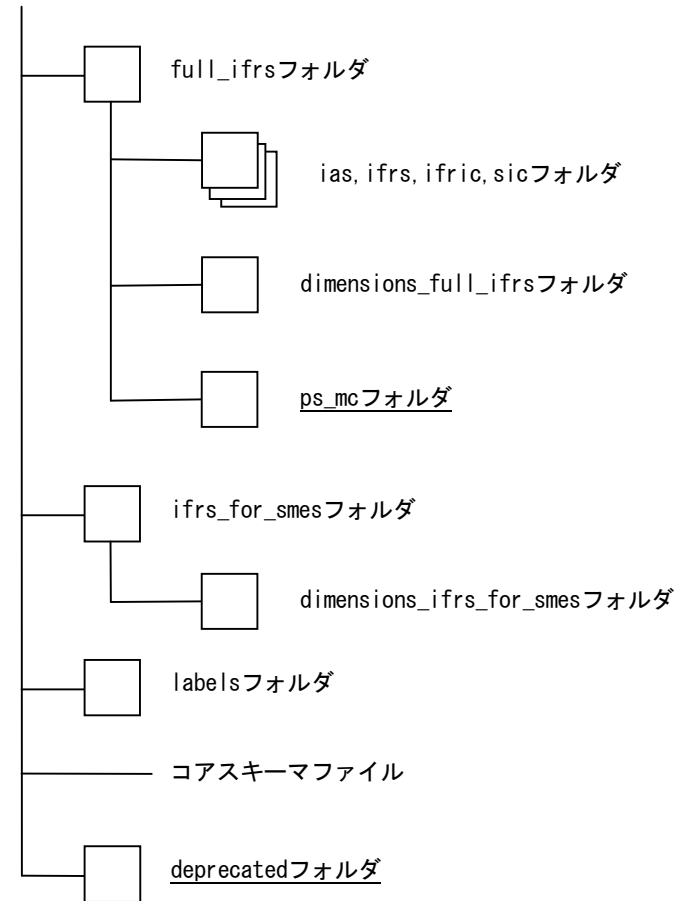 full_ifrsフォルダ
ias,ifrs,ifric,sicフォルダ
dimensions_full_ifrsフォルダ
ps_mcフォルダ
ifrs_for_smesフォルダ
dimensions_ifrs_for_smesフォルダ
labelsフォルダ
コアスキーマファイル
deprecatedフォルダ